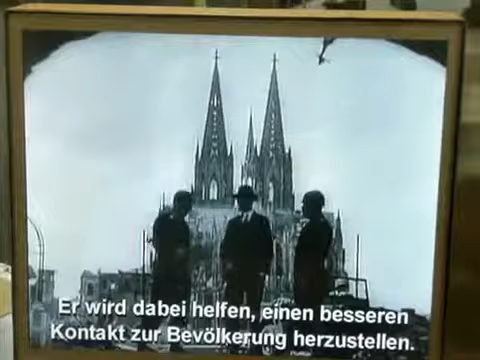 Er wird dabei helfen, einen besseren
Kontakt zur Bevölkerung herzustellen.